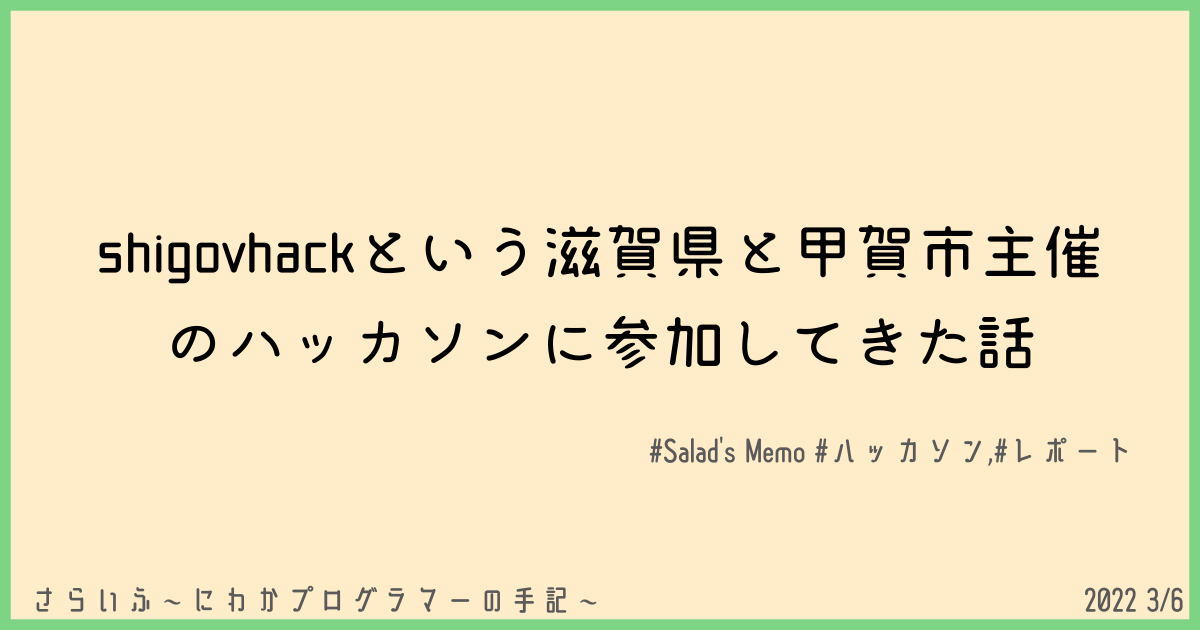 shigovhackという滋賀県と甲賀市主催
のハッカソンに参加してきた話
#Salad's Memo #ハッカソン,#レポート
さらいふ~にわかプログラマーの手記~
2022 3/6